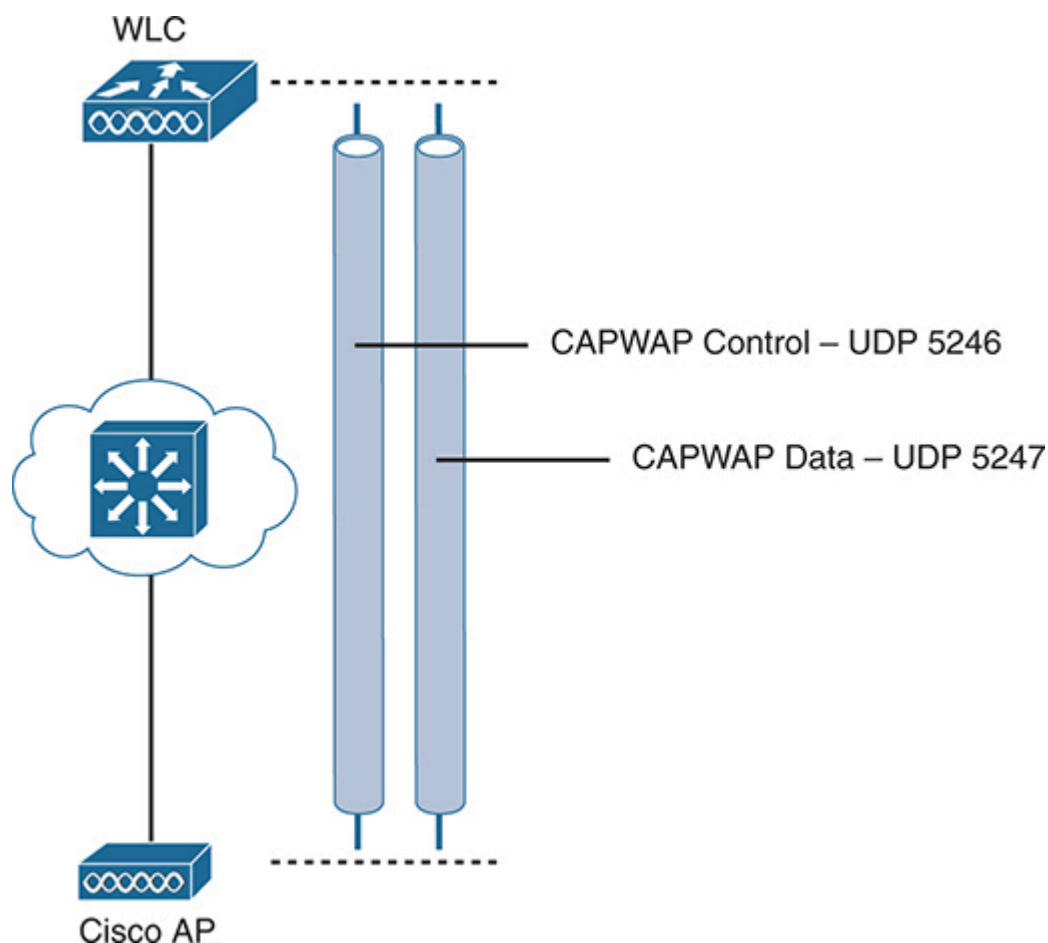 WLC
CAPWAP Control – UDP 5246
CAPWAP Data – UDP 5247
Cisco AP